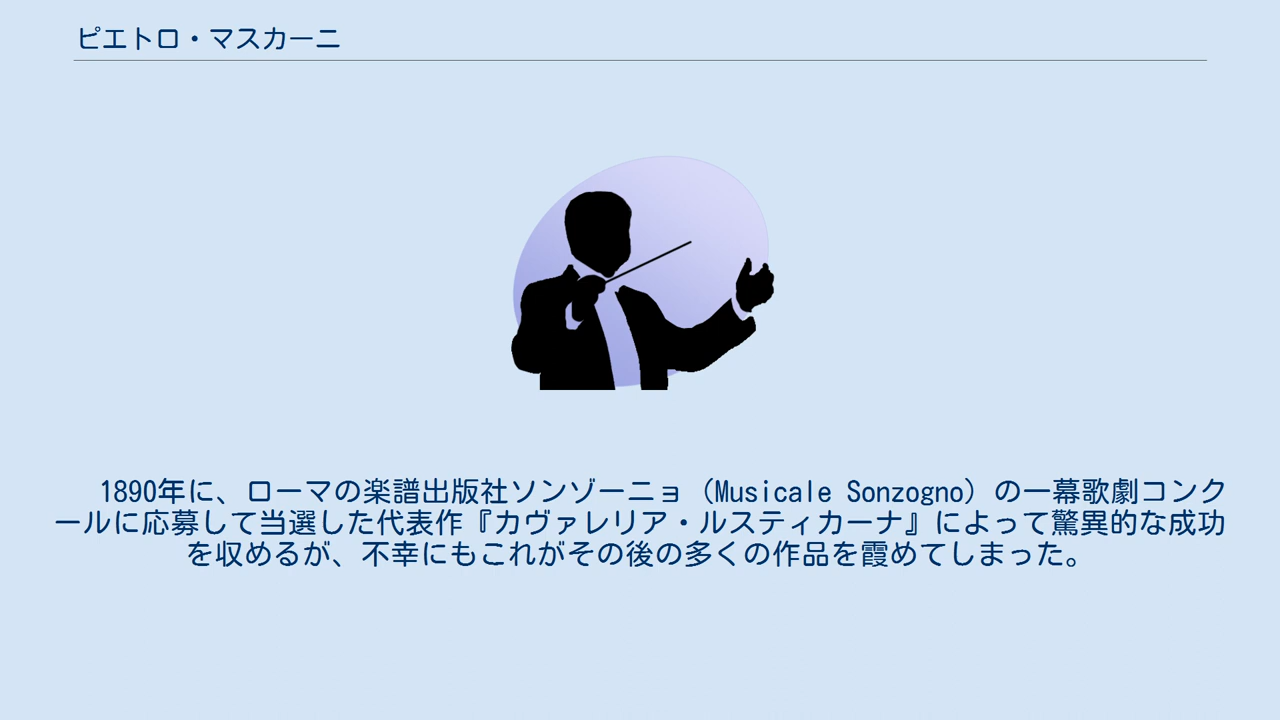 ピエトロ・マスカーニ
1890年に、ローマの楽譜出版社ソンゾーニョ（Musicale Sonzogno）の一幕歌劇コンク
ールに応募して当選した代表作『カヴァレリア・ルスティカーナ』によって驚異的な成功
を収めるが、不幸にもこれがその後の多くの作品を霞めてしまった。